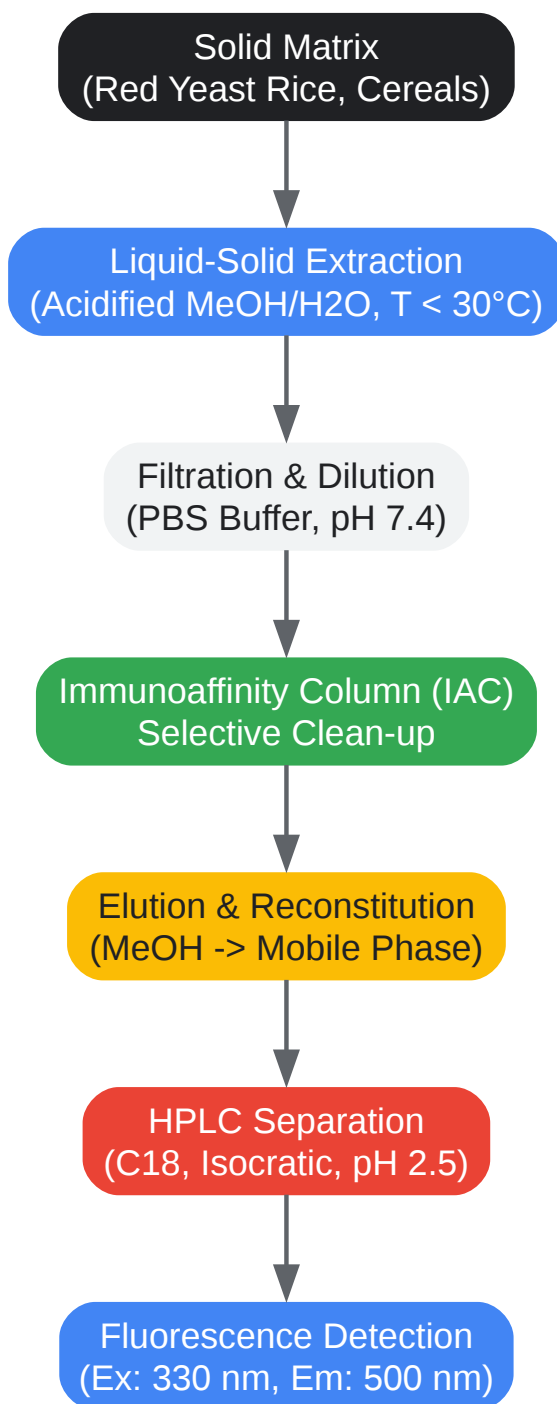 Solid Matrix
(Red Yeast Rice, Cereals)
Liquid-Solid Extraction
(Acidified MeOH/H2O, T < 30°C)
Filtration & Dilution
(PBS Buffer, pH 7.4)
Immunoaffinity Column (IAC)
Selective Clean-up
Elution & Reconstitution
(MeOH -> Mobile Phase)
HPLC Separation
(C18, Isocratic, pH 2.5)
Fluorescence Detection
(Ex: 330 nm, Em: 500 nm)